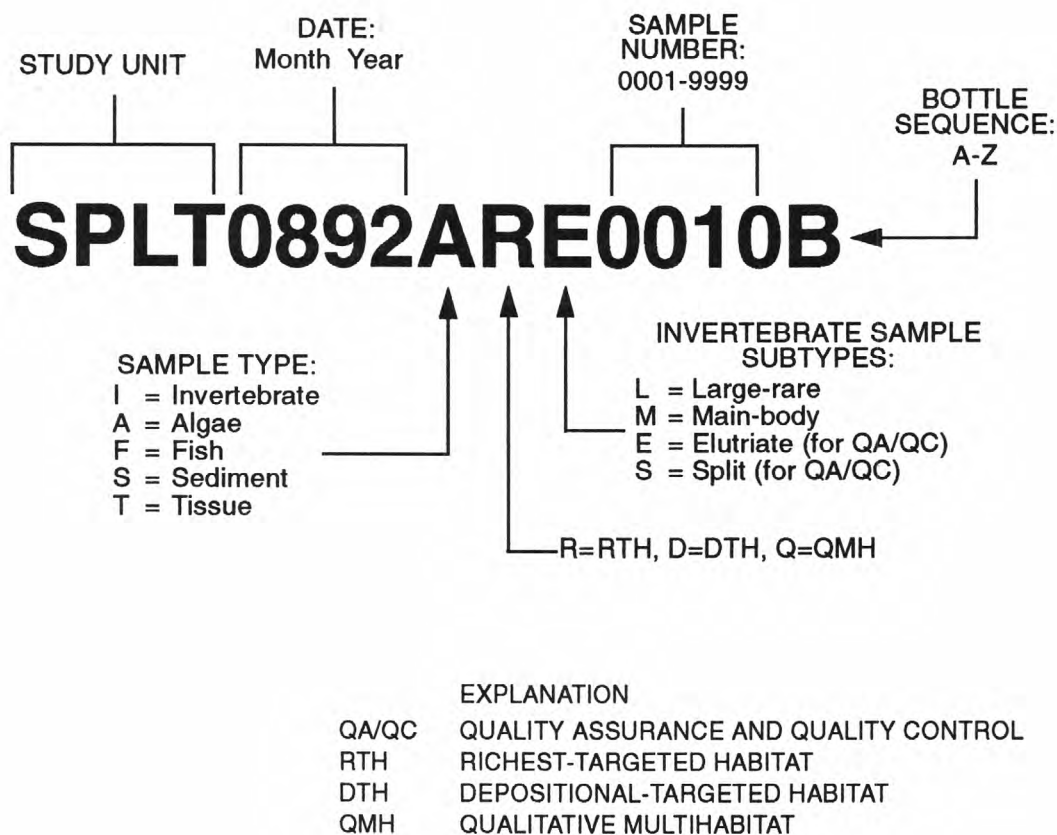 STUDY UNIT
DATE:
Month Year
SAMPLE
NUMBER:
0001-9999
BOTTLE
SEQUENCE:
A-Z
SPLT0892ARE0010B
SAMPLE TYPE:
I = Invertebrate
A = Algae
F = Fish
S = Sediment
T = Tissue
INVERTEBRATE SAMPLE
SUBTYPES:
L = Large-rare
M = Main-body
E = Elutriate (for QA/QC)
S = Split (for QA/QC)
R=RTH, D=DTH, Q=QMH
EXPLANATION
QA/QC QUALITY ASSURANCE AND QUALITY CONTROL
RTH RICHEST-TARGETED HABITAT
DTH DEPOSITIONAL-TARGETED HABITAT
QMH QUALITATIVE MULTIHABITAT